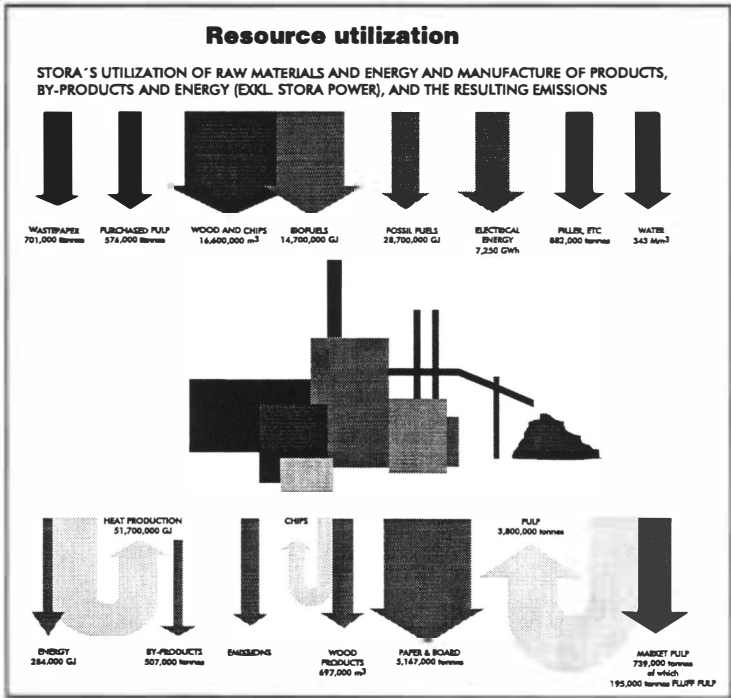 Resource utilization
STORA´S UTILIZATION OF RAW MATERIALS AND ENERGY AND MANUFACTURE OF PRODUCTS,
BY-PRODUCTS AND ENERGY (EXKL. STORA POWER), AND THE RESULTING EMISSIONS
WASTEPAPER
701,000 tonnes
PURCHASED PULP
576,000 tonnes
WOOD AND CHIPS
16,600,000 m³
BIOFUELS
14,700,000 GJ
FOSSIL FUELS
28,700,000 GJ
ELECTRICAL
ENERGY
7,250 GWh
FILLER, ETC
882,000 tonnes
WATER
343 Mm³
HEAT PRODUCTION
51,700,000 GJ
CHIPS
PULP
3,800,000 tonnes
ENERGY
284,000 GJ
BY-PRODUCTS
507,000 tonnes
EMISSIONS
WOOD
PRODUCTS
697,000 m³
PAPER & BOARD
5,167,000 tonnes
MARKET PULP
739,000 tonnes
of which
195,000 tonnes FLUFF PULP